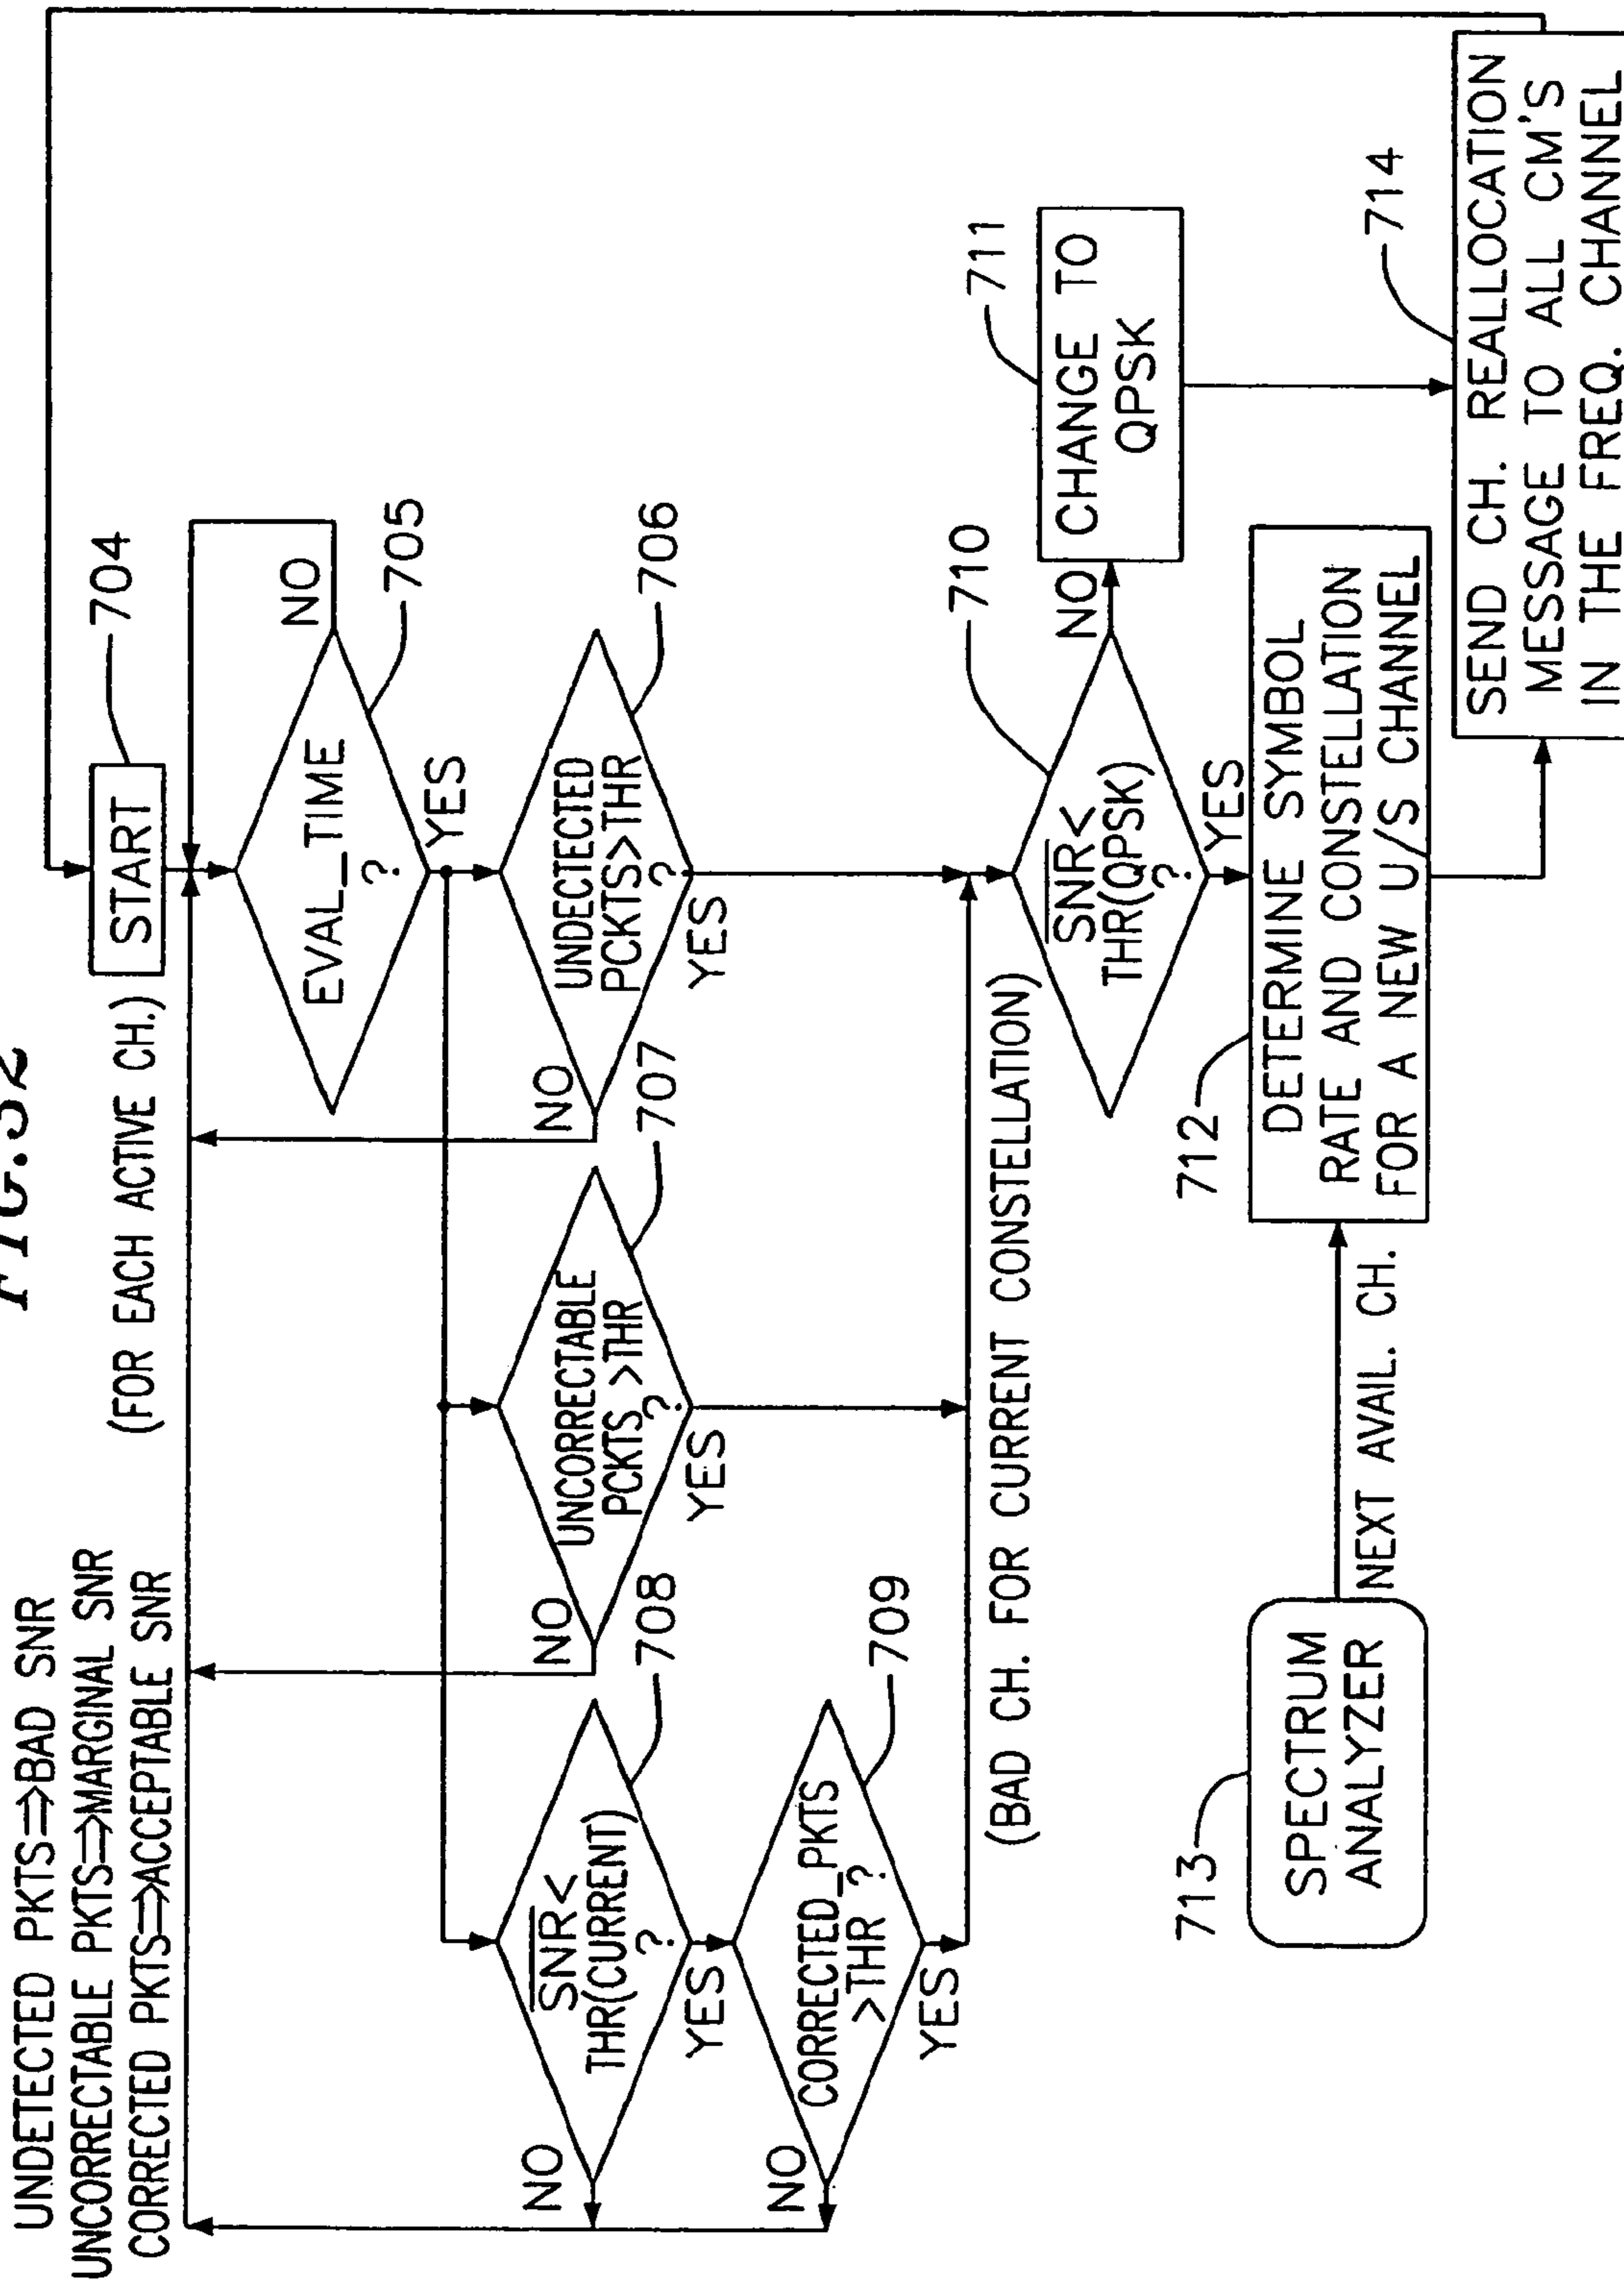 FIG.32
UNDETECTED PKTS⇒BAD SNR
UNCORRECTABLE PKTS⇒MARGINAL SNR
CORRECTED PKTS⇒ACCEPTABLE SNR
(FOR EACH ACTIVE CH.)
START
704
EVAL_TIME
?
NO
705
YES
SNR<
THR(CURRENT)
?
NO
708
YES
UNCORRECTABLE
PCKTS >THR
?
NO
707
YES
UNDECTECTED
PCKTS>THR
?
NO
706
YES
CORRECTED_PKTS
>THR ?
NO
709
YES
(BAD CH. FOR CURRENT CONSTELLATION)
SNR<
THR(QPSK)
?
710
NO
YES
CHANGE TO
QPSK
711
713
SPECTRUM
ANALYZER
NEXT AVAIL. CH.
712
DETERMINE SYMBOL
RATE AND CONSTELLATION
FOR A NEW U/S CHANNEL
714
SEND CH. REALLOCATION
MESSAGE TO ALL CM'S
IN THE FREQ. CHANNEL